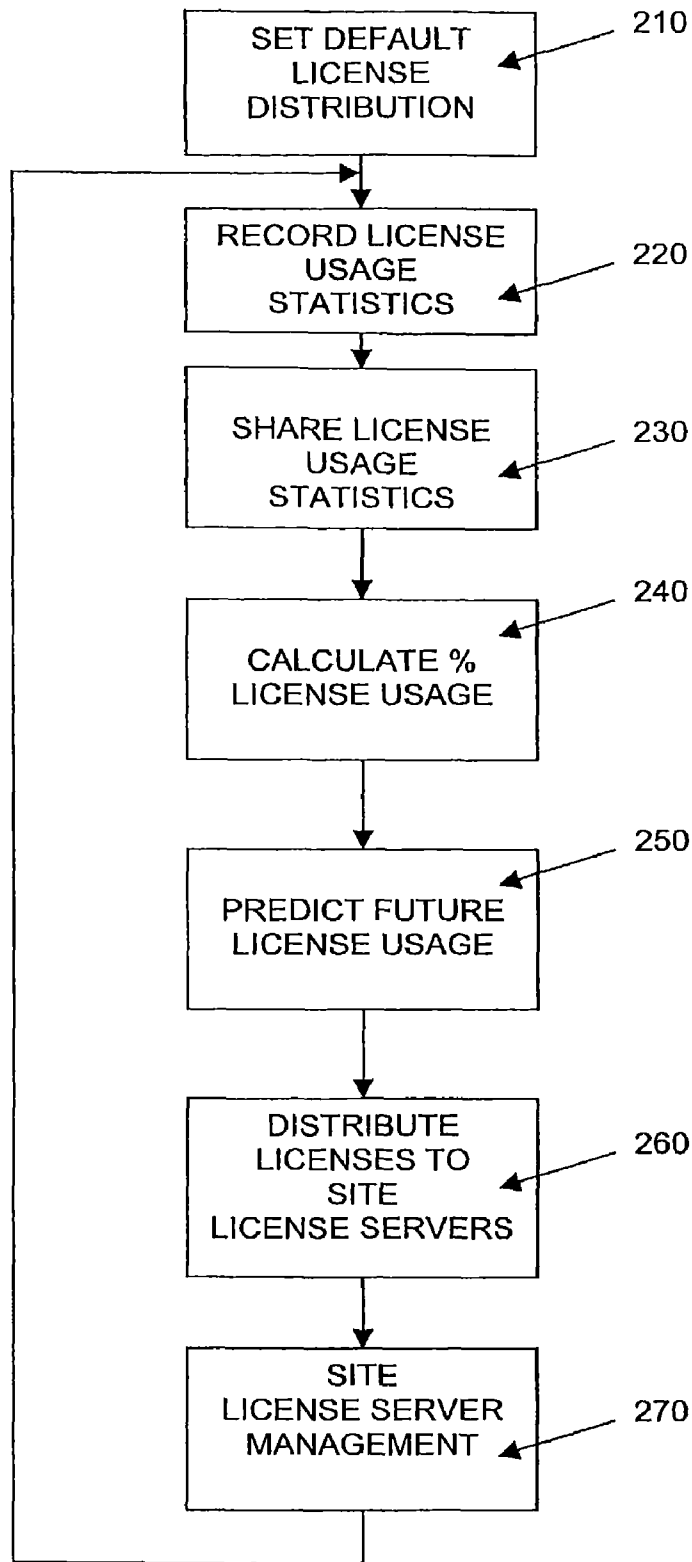 SET DEFAULT
LICENSE
DISTRIBUTION
210
RECORD LICENSE
USAGE
STATISTICS
220
SHARE LICENSE
USAGE
STATISTICS
230
CALCULATE %
LICENSE USAGE
240
PREDICT FUTURE
LICENSE USAGE
250
DISTRIBUTE
LICENSES TO
SITE
LICENSE SERVERS
260
SITE
LICENSE SERVER
MANAGEMENT
270